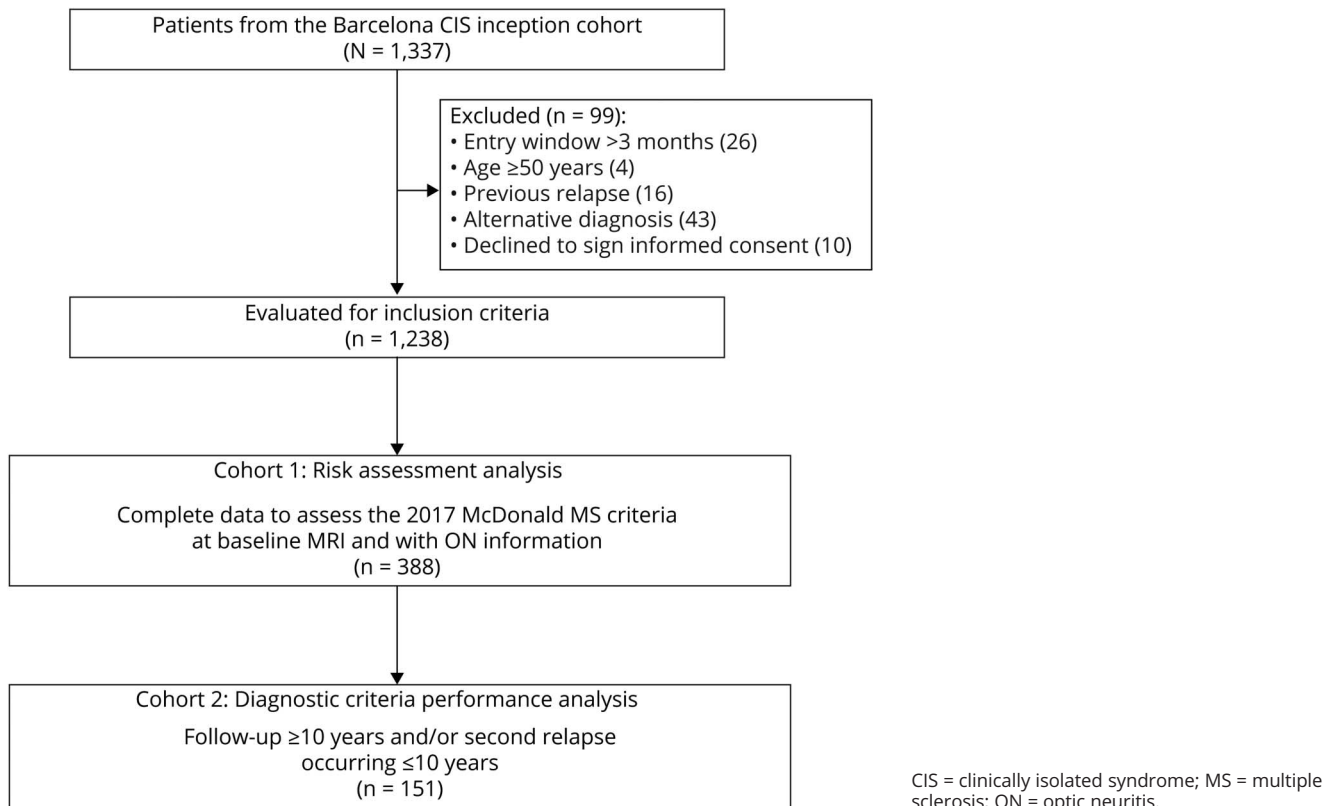 Patients from the Barcelona CIS inception cohort
(N = 1,337)
Excluded (n = 99):
• Entry window >3 months (26)
• Age ≥50 years (4)
• Previous relapse (16)
• Alternative diagnosis (43)
• Declined to sign informed consent (10)
Evaluated for inclusion criteria
(n = 1,238)
Cohort 1: Risk assessment analysis
Complete data to assess the 2017 McDonald MS criteria
at baseline MRI and with ON information
(n = 388)
Cohort 2: Diagnostic criteria performance analysis
Follow-up ≥10 years and/or second relapse
occurring ≤10 years
(n = 151)
CIS = clinically isolated syndrome; MS = multiple
sclerosis; ON = optic neuritis